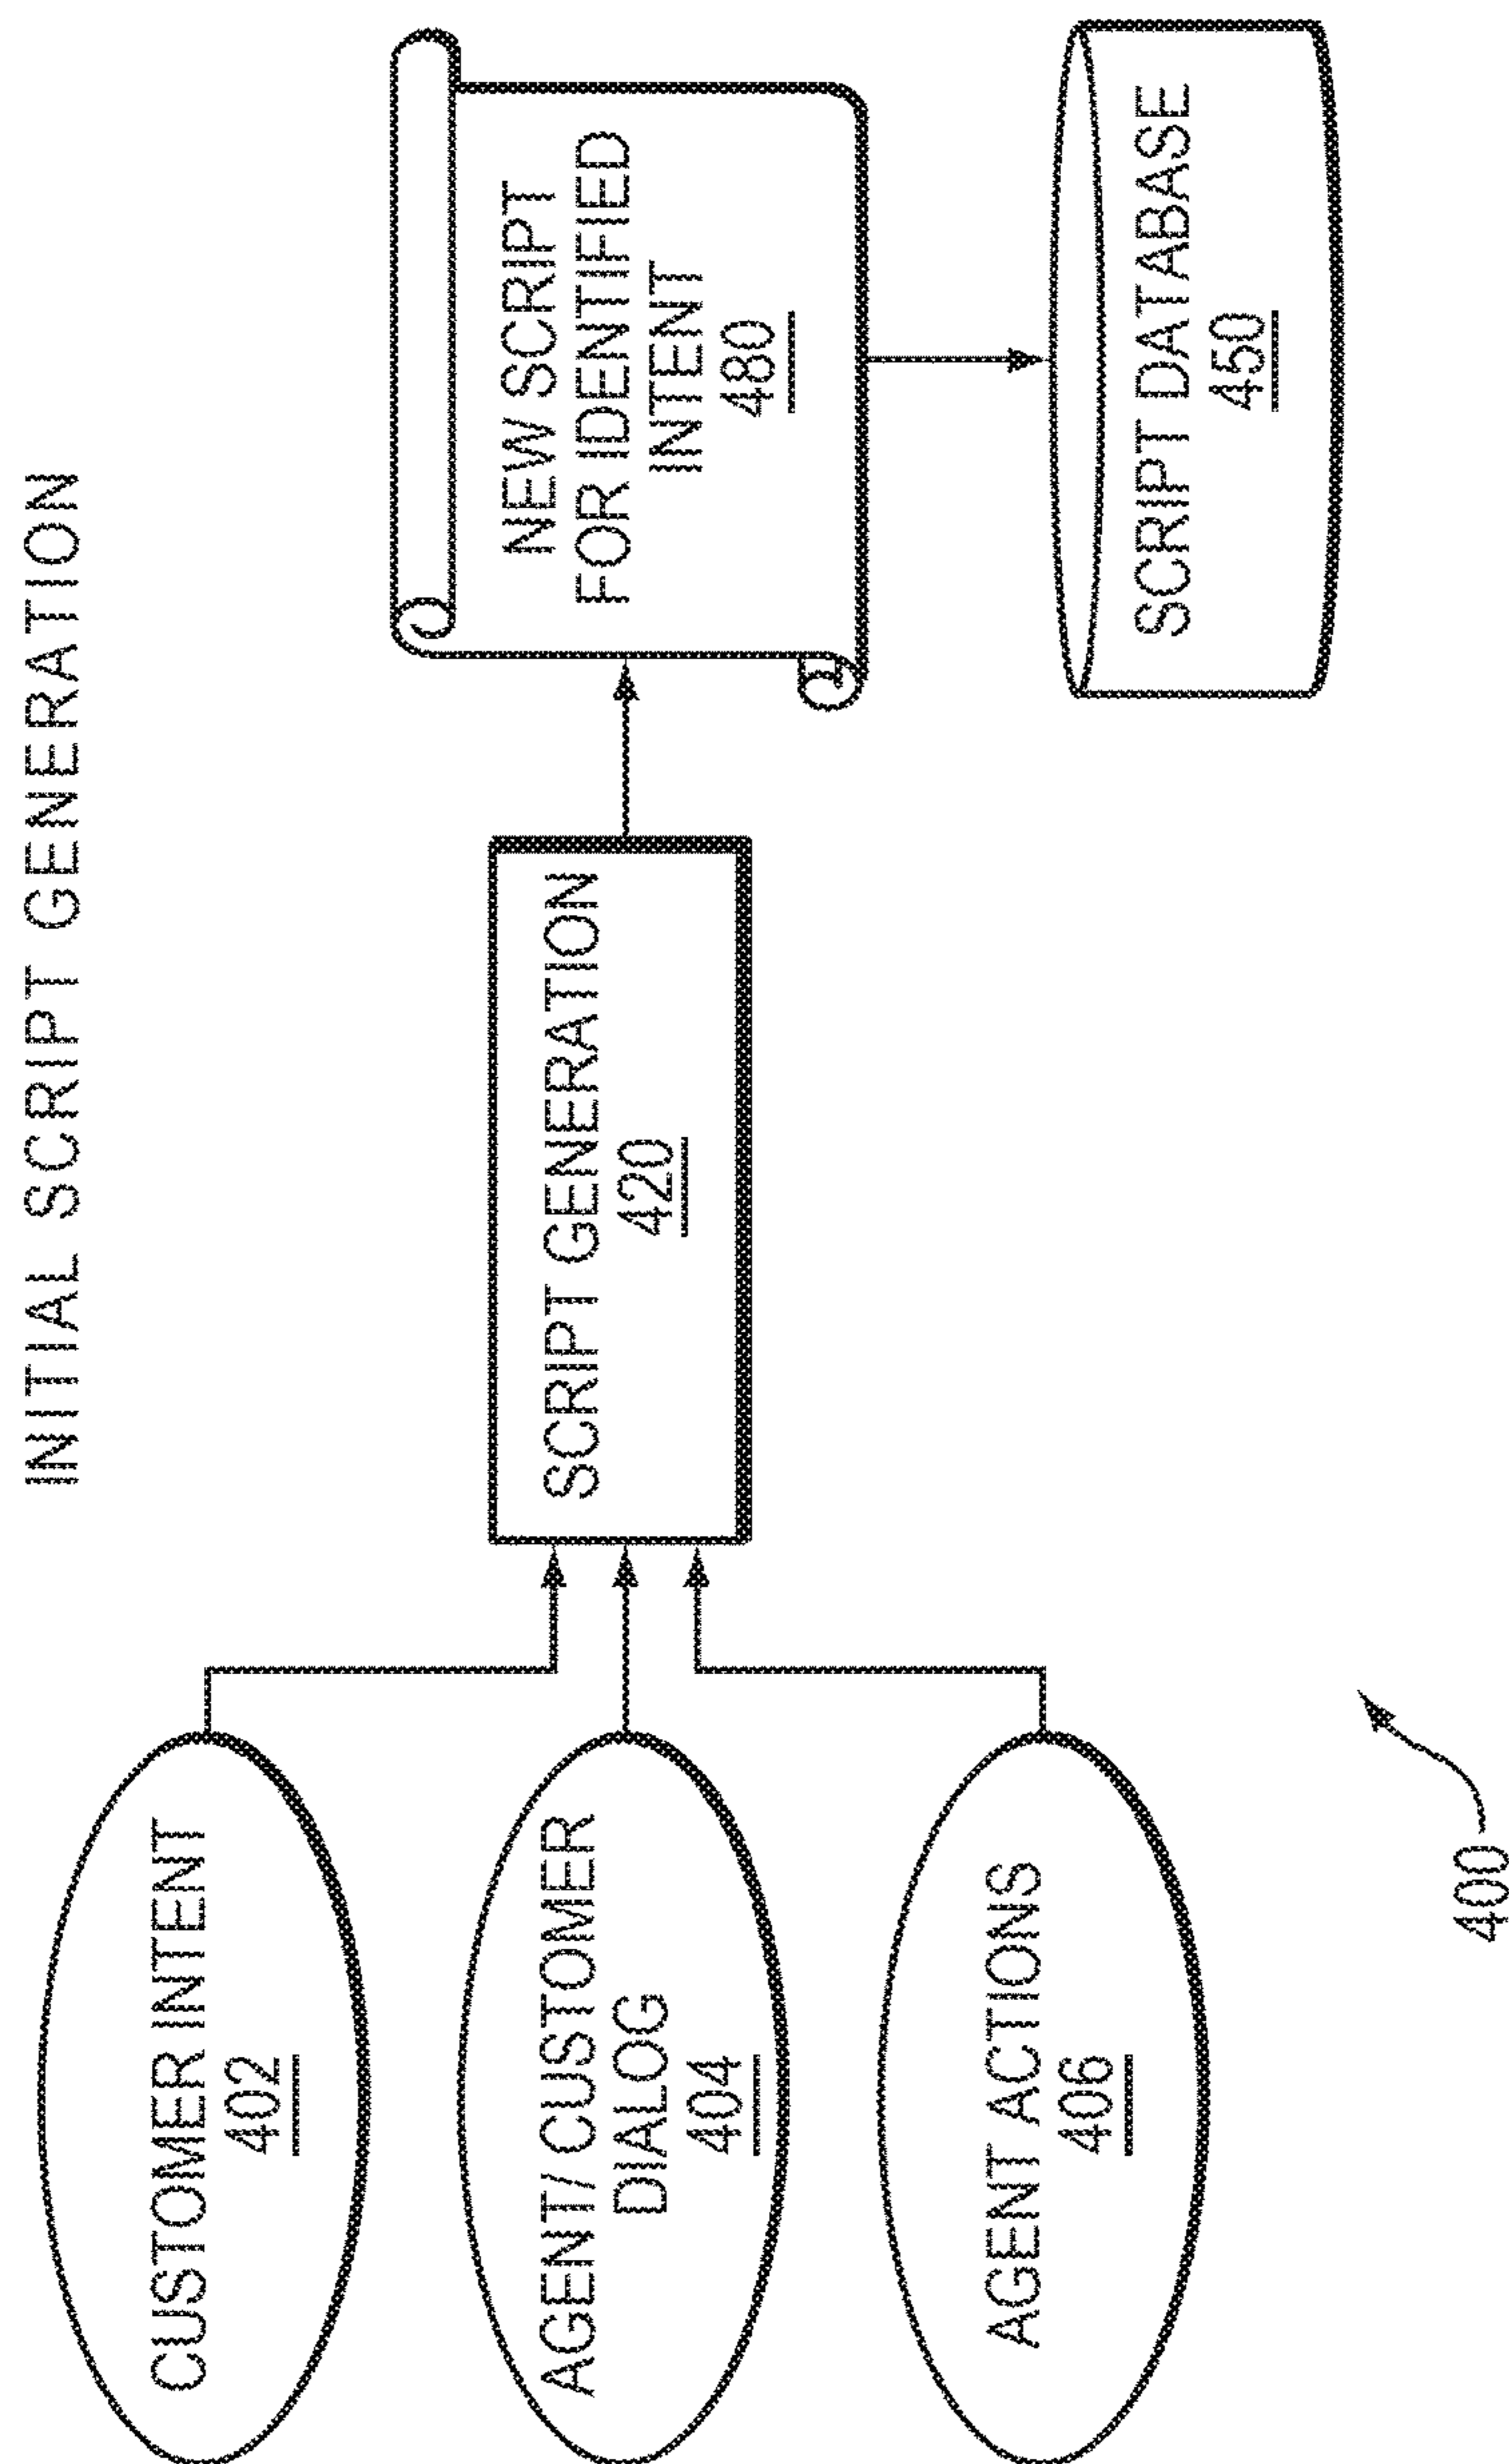 INITIAL SCRIPT GENERATION
CUSTOMER INTENT
402
AGENT/ CUSTOMER
DIALOG
404
AGENT ACTIONS
406
SCRIPT GENERATION
420
NEW SCRIPT
FOR IDENTIFIED
INTENT
480
SCRIPT DATABASE
450
400